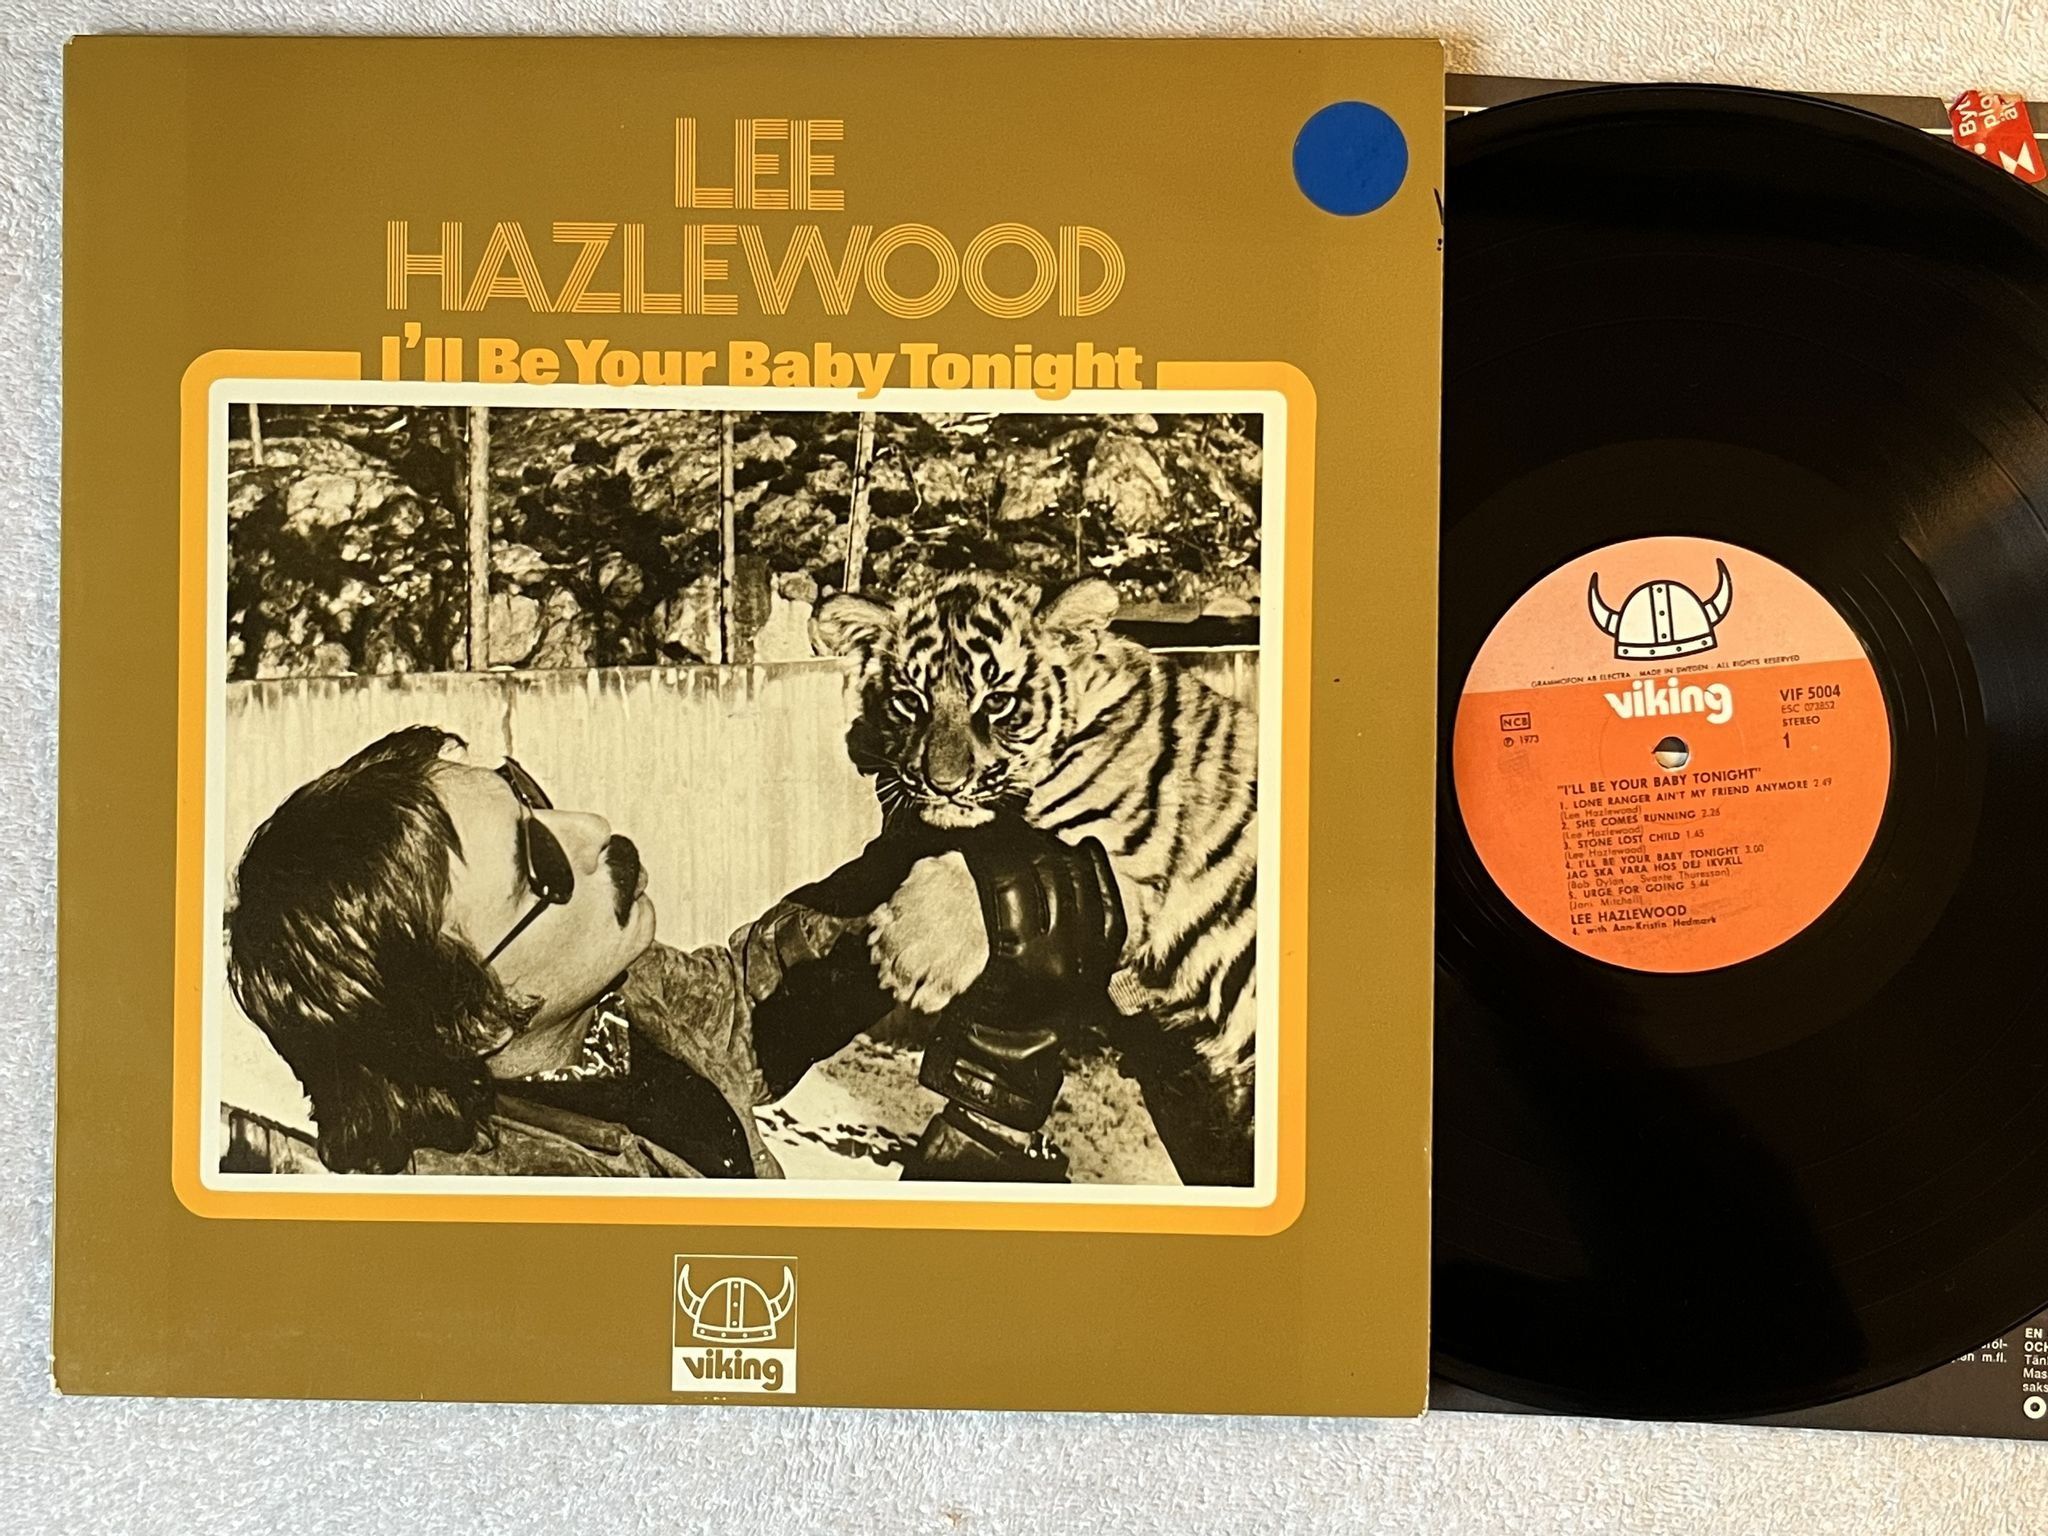 LEE
HAZLEWOOD
I'll Be Your Baby Tonight
viking
GRAMMOFON AB ELECTRA · MADE IN SWEDEN · ALL RIGHTS RESERVED
viking
VIF 5004
ESC 073852
STEREO
1
NCB
Ⓟ 1973
"I'LL BE YOUR BABY TONIGHT"
1. LONE RANGER AIN'T MY FRIEND ANYMORE 2.49
(Lee Hazlewood)
2. SHE COMES RUNNING 2.26
(Lee Hazlewood)
3. STONE LOST CHILD 1.45
(Lee Hazlewood)
4. I'LL BE YOUR BABY TONIGHT 3.00
JAG SKA VARA HOS DEJ IKVÄLL
(Bob Dylan - Svante Thuresson)
5. URGE FOR GOING 5.44
(Joni Mitchell)
LEE HAZLEWOOD
4. with Ann-Kristin Hedmark
m.fl.
EN